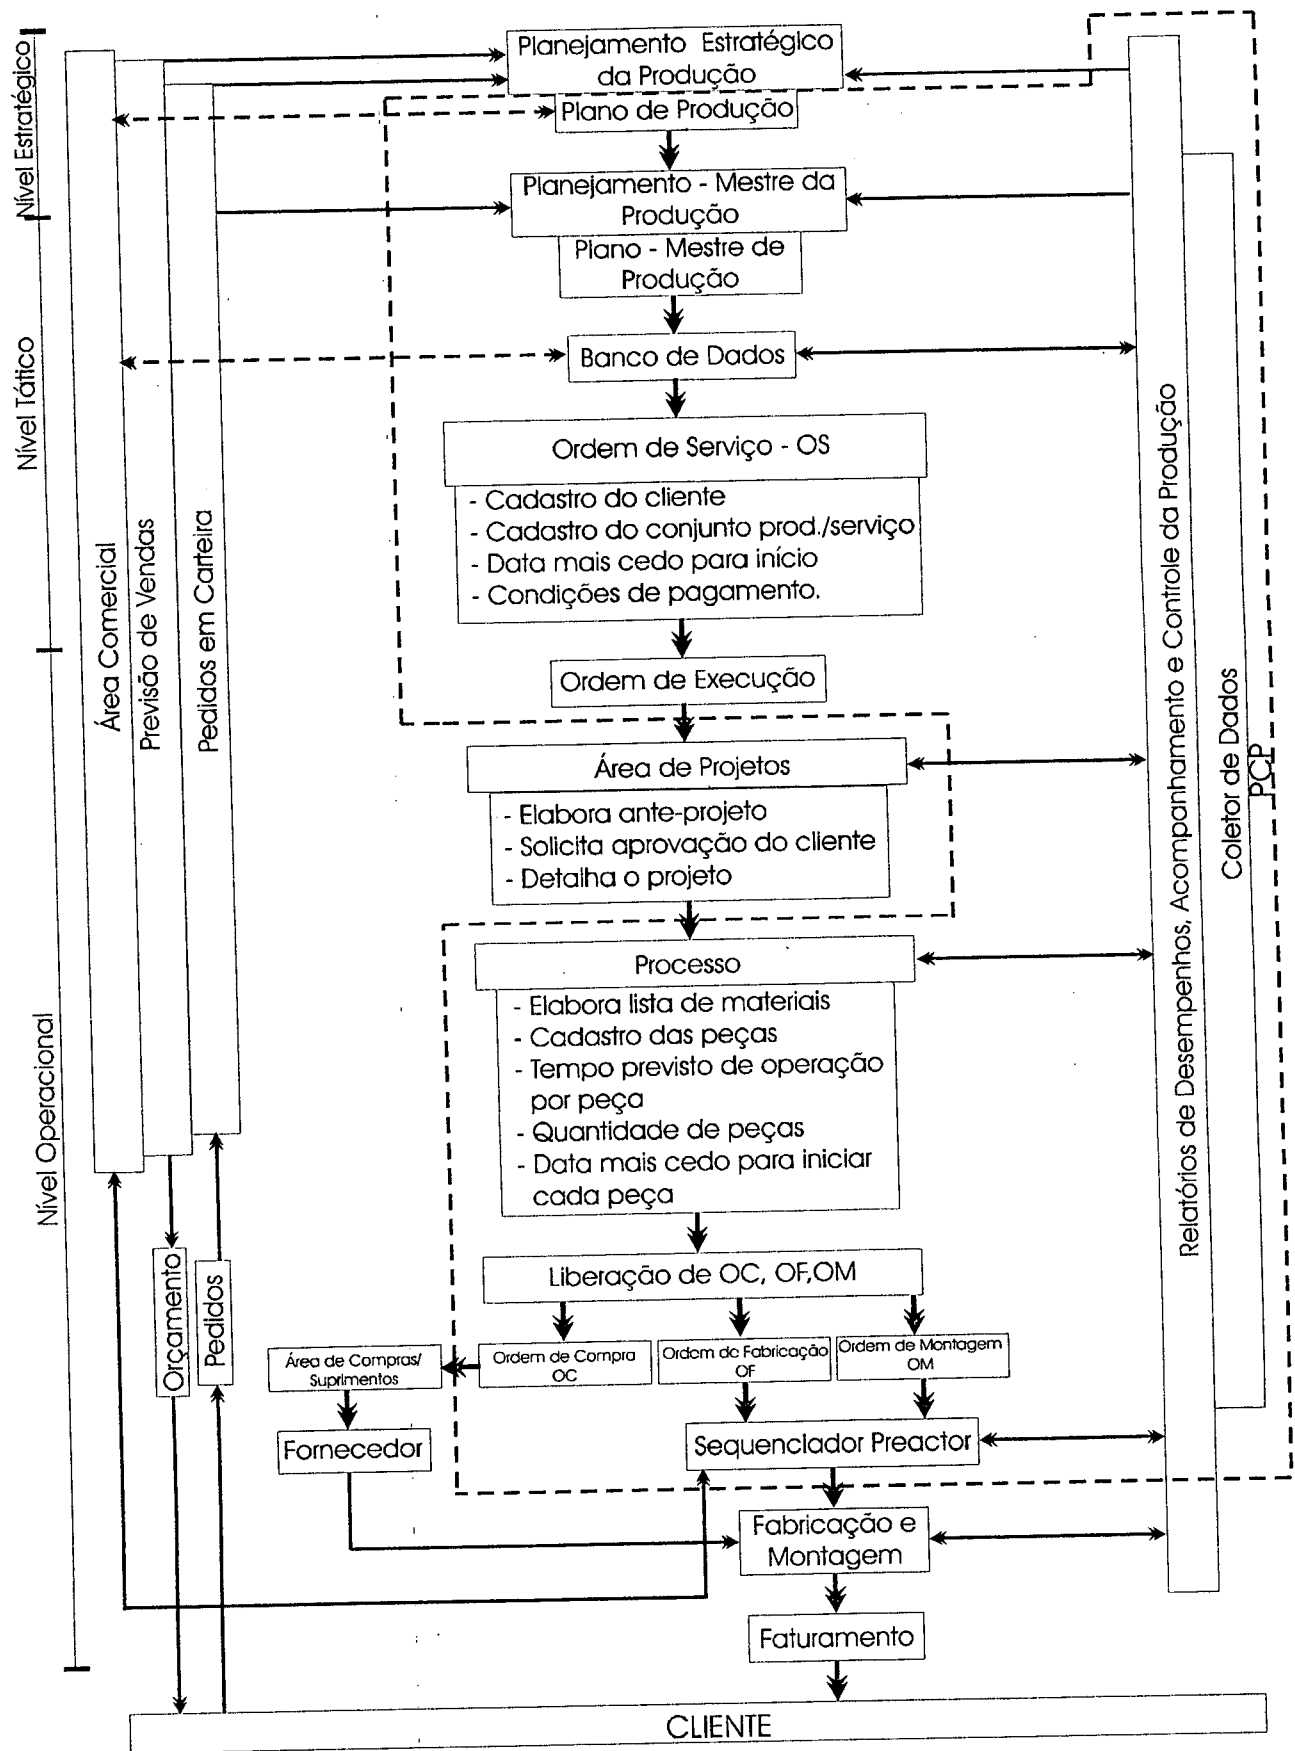 Nível Estratégico
Nível Tático
Nível Operacional
Área Comercial
Previsão de Vendas
Pedidos em Carteira
Planejamento Estratégico
da Produção
Plano de Produção
Planejamento - Mestre da
Produção
Plano - Mestre de
Produção
Banco de Dados
Ordem de Serviço - OS
- Cadastro do cliente
- Cadastro do conjunto prod./serviço
- Data mais cedo para início
- Condições de pagamento.
Ordem de Execução
Área de Projetos
- Elabora ante-projeto
- Solicita aprovação do cliente
- Detalha o projeto
Processo
- Elabora lista de materiais
- Cadastro das peças
- Tempo previsto de operação
por peça
- Quantidade de peças
- Data mais cedo para iniciar
cada peça
Liberação de OC, OF,OM
Ordem de Compra
OC
Ordem de Fabricação
OF
Ordem de Montagem
OM
Área de Compras/
Suprimentos
Fornecedor
Sequenciador Preactor
Fabricação e
Montagem
Faturamento
CLIENTE
Orçamento
Pedidos
Relatórios de Desempenhos, Acompanhamento e Controle da Produção
Coletor de Dados
PCP